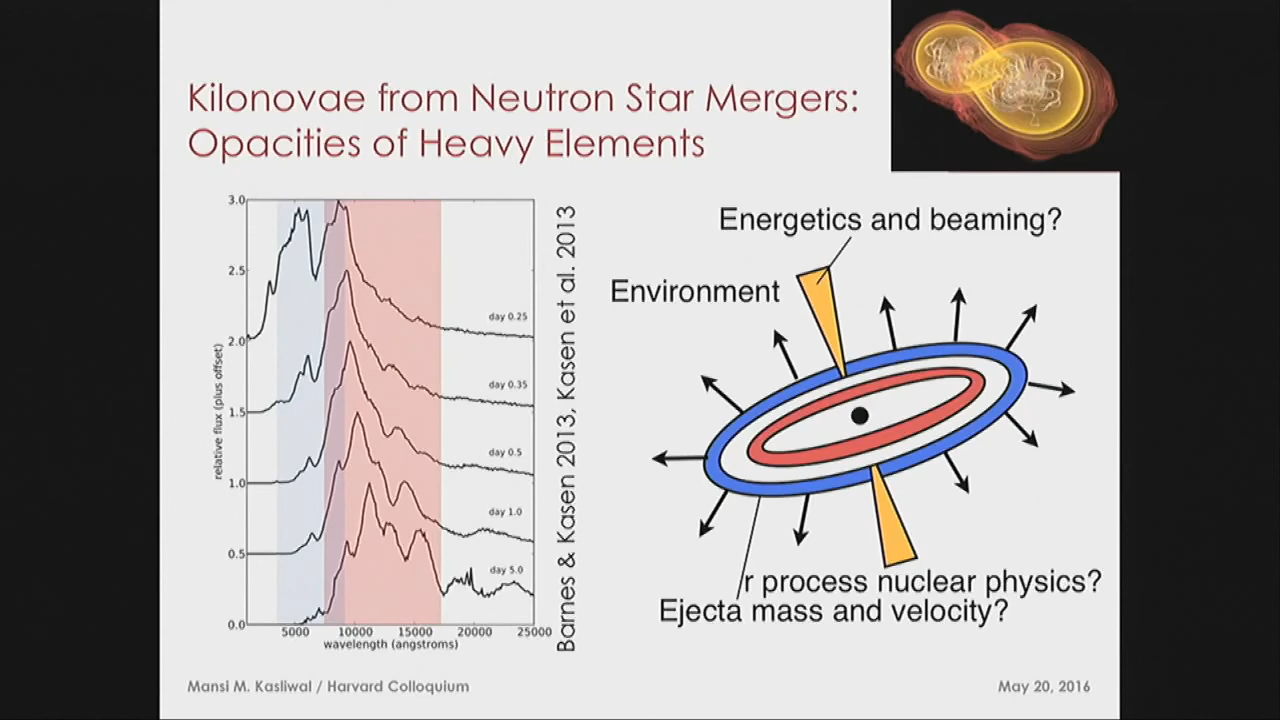 Kilonovae from Neutron Star Mergers:
Opacities of Heavy Elements
3.0
2.5
2.0
1.5
1.0
0.5
0.0
relative flux (plus offset)
day 0.25
day 0.35
day 0.5
day 1.0
day 5.0
5000 10000 15000 20000 25000
wavelength (angstroms)
Barnes & Kasen 2013, Kasen et al. 2013
Energetics and beaming?
Environment
r process nuclear physics?
Ejecta mass and velocity?
Mansi M. Kasliwal / Harvard Colloquium
May 20, 2016